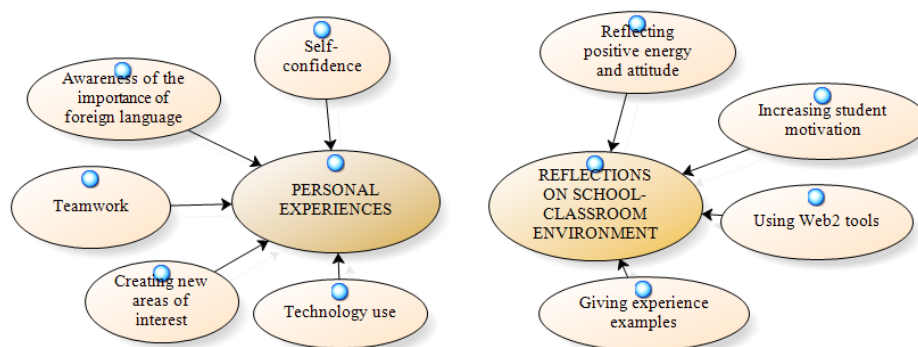 Self-
confidence
Awareness of the
importance of
foreign language
Teamwork
Creating new
areas of
interest
Technology use
PERSONAL
EXPERIENCES
Reflecting
positive energy
and attitude
Increasing student
motivation
Using Web2 tools
Giving experience
examples
REFLECTIONS
ON SCHOOL-
CLASSROOM
ENVIRONMENT